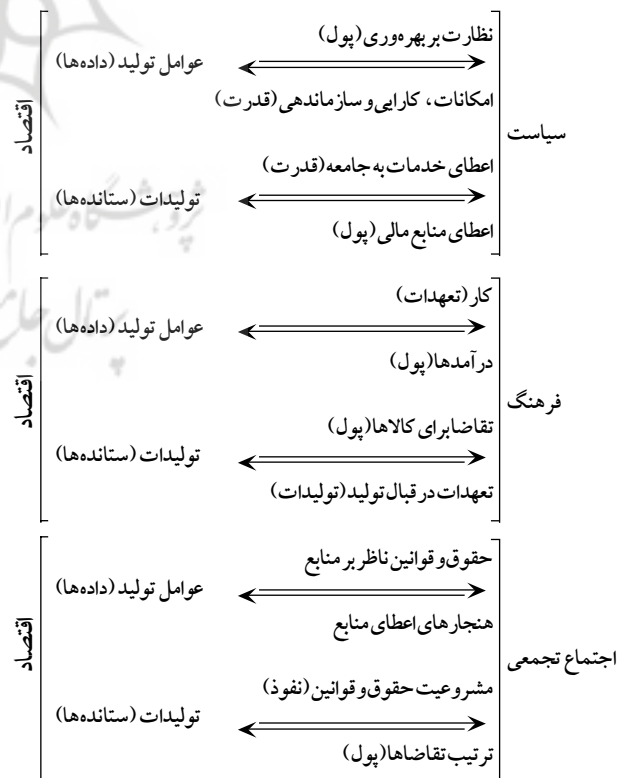 نظارت بر بهره‌وری (پول)
عوامل تولید (داده‌ها)
امکانات، کارایی و سازماندهی (قدرت)
سیاست
اقتصاد
اعطای خدمات به جامعه (قدرت)
تولیدات (ستانده‌ها)
اعطای منابع مالی (پول)
کار (تعهدات)
عوامل تولید (داده‌ها)
درآمدها (پول)
فرهنگ
اقتصاد
تقاضا برای کالاها (پول)
تولیدات (ستانده‌ها)
تعهدات در قبال تولید (تولیدات)
حقوق و قوانین ناظر بر منابع
عوامل تولید (داده‌ها)
هنجارهای اعطای منابع
اجتماع تجمعی
اقتصاد
مشروعیت حقوق و قوانین (نفوذ)
تولیدات (ستانده‌ها)
ترتیب تقاضاها (پول)